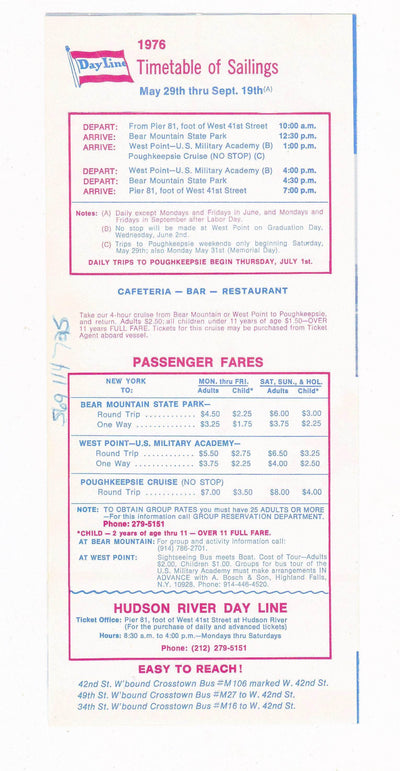 1976
Day Line
Timetable of Sailings
May 29th thru Sept. 19th(A)
DEPART: From Pier 81, foot of West 41st Street 10:00 a.m.
ARRIVE: Bear Mountain State Park 12:30 p.m.
ARRIVE: West Point—U.S. Military Academy (B) 1:00 p.m.
Poughkeepsie Cruise (NO STOP) (C)
DEPART: West Point—U.S. Military Academy (B) 4:00 p.m.
DEPART: Bear Mountain State Park 4:30 p.m.
ARRIVE: Pier 81, foot of West 41st Street 7:00 p.m.
Notes: (A) Daily except Mondays and Fridays in June, and Mondays and
Fridays in September after Labor Day.
(B) No stop will be made at West Point on Graduation Day,
Wednesday, June 2nd.
(C) Trips to Poughkeepsie weekends only beginning Saturday,
May 29th; also Monday May 31st (Memorial Day).
DAILY TRIPS TO POUGHKEEPSIE BEGIN THURSDAY, JULY 1st.
CAFETERIA — BAR — RESTAURANT
Take our 4-hour cruise from Bear Mountain or West Point to Poughkeepsie,
and return. Adults $2.50; all children under 11 years of age $1.50—OVER
11 years FULL FARE. Tickets for this cruise may be purchased from Ticket
Agent aboard vessel.
PASSENGER FARES
NEW YORK MON. thru FRI. SAT., SUN., & HOL.
TO: Adults Child* Adults Child*
BEAR MOUNTAIN STATE PARK—
Round Trip ............ $4.50 $2.25 $6.00 $3.00
One Way ............ $3.25 $1.75 $3.75 $2.25
WEST POINT—U.S. MILITARY ACADEMY—
Round Trip ............ $5.50 $2.75 $6.50 $3.25
One Way ............ $3.75 $2.25 $4.00 $2.50
POUGHKEEPSIE CRUISE (NO STOP)
Round Trip ............ $7.00 $3.50 $8.00 $4.00
NOTE: TO OBTAIN GROUP RATES you must have 25 ADULTS OR MORE
—For this information call GROUP RESERVATION DEPARTMENT.
Phone: 279-5151
*CHILD — 2 years of age thru 11 — OVER 11 FULL FARE.
AT BEAR MOUNTAIN: For group and activity information call:
(914) 786-2701.
AT WEST POINT: Sightseeing Bus meets Boat. Cost of Tour—Adults
$2.00, Children $1.00. Groups for bus tour of the
U.S. Military Academy must make arrangements IN
ADVANCE with A. Bosch & Son, Highland Falls,
N.Y. 10928. Phone: 914-446-4520.
HUDSON RIVER DAY LINE
Ticket Office: Pier 81, foot of West 41st Street at Hudson River
(For the purchase of daily and advanced tickets)
Hours: 8:30 a.m. to 4:00 p.m.—Mondays thru Saturdays
Phone: (212) 279-5151
EASY TO REACH!
42nd St. W'bound Crosstown Bus #M106 marked W. 42nd St.
49th St. W'bound Crosstown Bus #M27 to W. 42nd St.
34th St. W'bound Crosstown Bus #M16 to W. 42nd St.